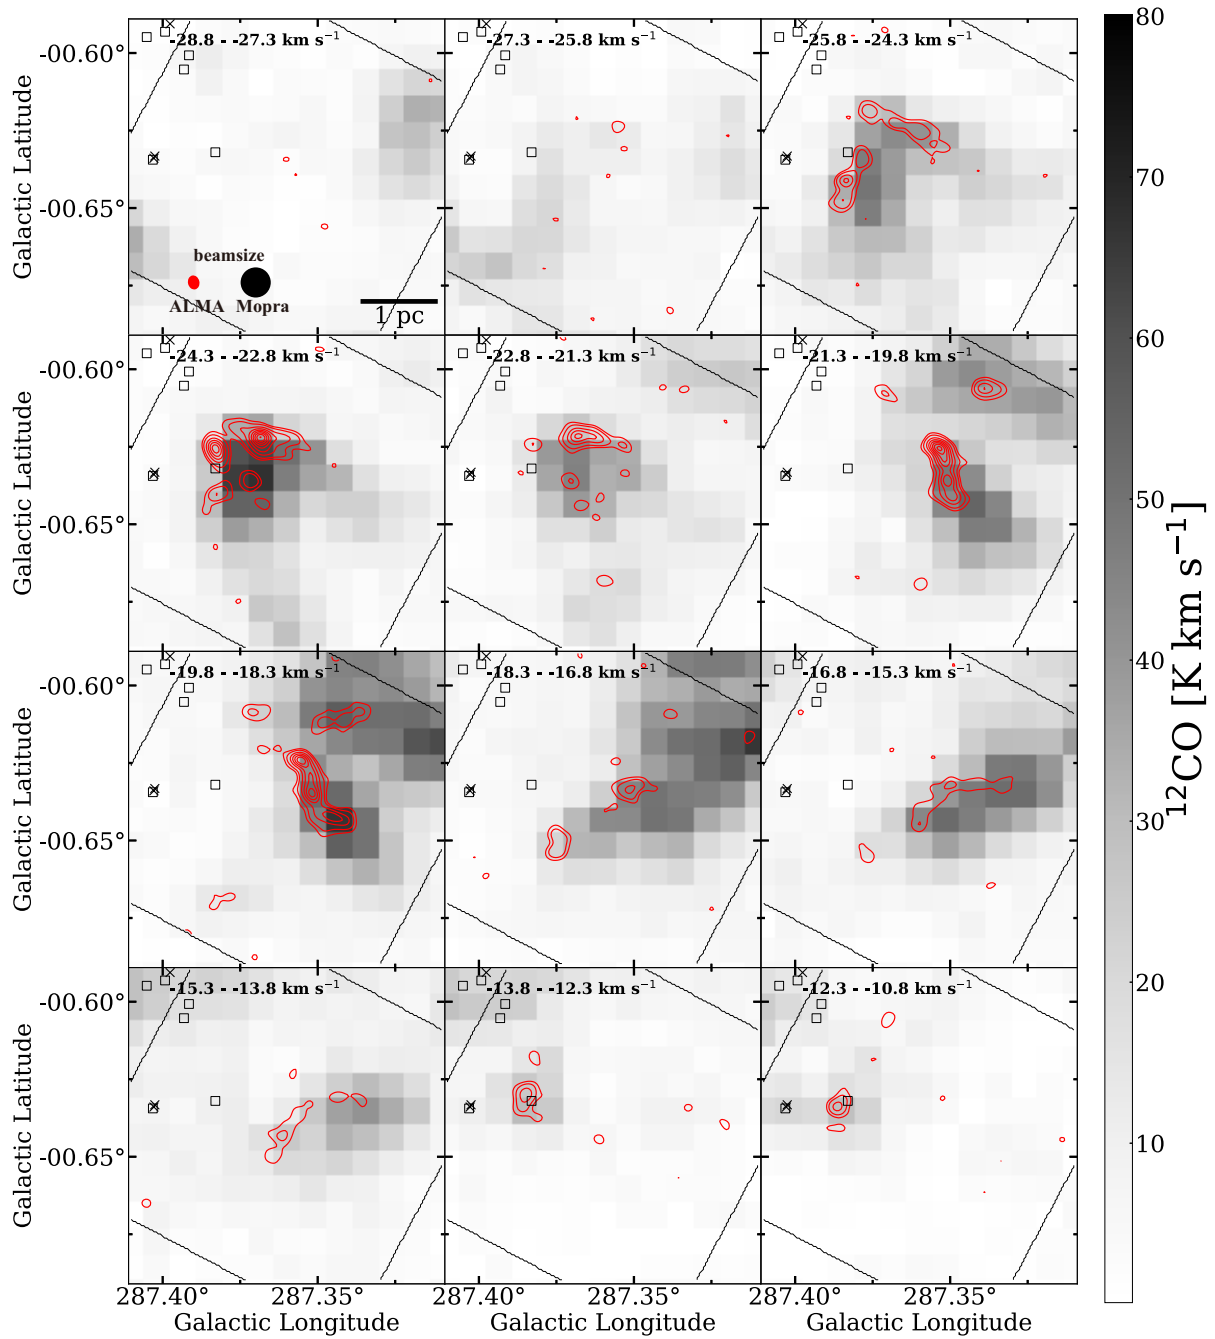 -28.8 - -27.3 km s⁻¹
-27.3 - -25.8 km s⁻¹
-25.8 - -24.3 km s⁻¹
-00.60°
-00.65°
Galactic Latitude
beamsize
ALMA Mopra
1 pc
-24.3 - -22.8 km s⁻¹
-22.8 - -21.3 km s⁻¹
-21.3 - -19.8 km s⁻¹
-00.60°
-00.65°
Galactic Latitude
-19.8 - -18.3 km s⁻¹
-18.3 - -16.8 km s⁻¹
-16.8 - -15.3 km s⁻¹
-00.60°
-00.65°
Galactic Latitude
-15.3 - -13.8 km s⁻¹
-13.8 - -12.3 km s⁻¹
-12.3 - -10.8 km s⁻¹
-00.60°
-00.65°
Galactic Latitude
287.40° 287.35° 287.40° 287.35° 287.40° 287.35°
Galactic Longitude Galactic Longitude Galactic Longitude
80
70
60
50
40
30
20
10
¹²CO [K km s⁻¹]